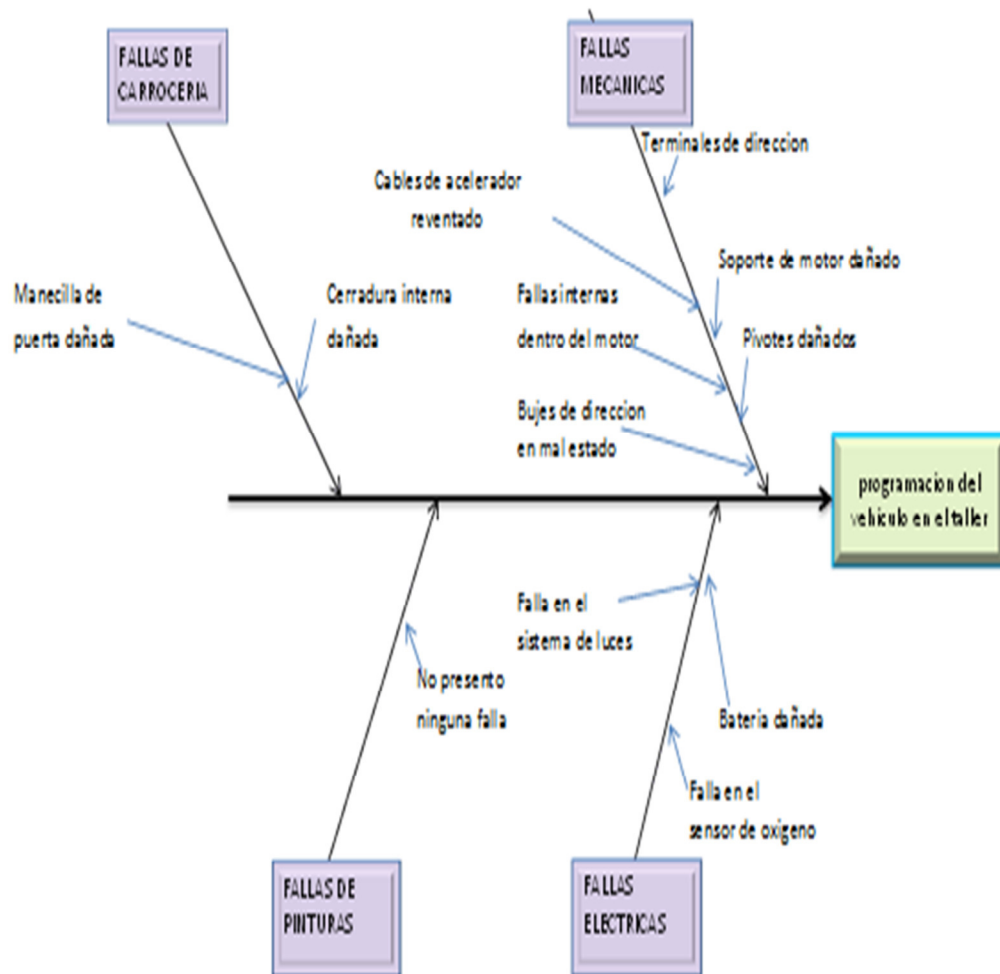 FALLAS DE
CARROCERIA
FALLAS
MECANICAS
Terminales de direccion
Cables de acelerador
reventado
Soporte de motor dañado
Manecilla de
puerta dañada
Cerradura interna
dañada
Fallas internas
dentro del motor
Pivotes dañados
Bujes de direccion
en mal estado
programacion del
vehiculo en el taller
Falla en el
sistema de luces
No presento
ninguna falla
Bateria dañada
Falla en el
sensor de oxigeno
FALLAS DE
PINTURAS
FALLAS
ELECTRICAS